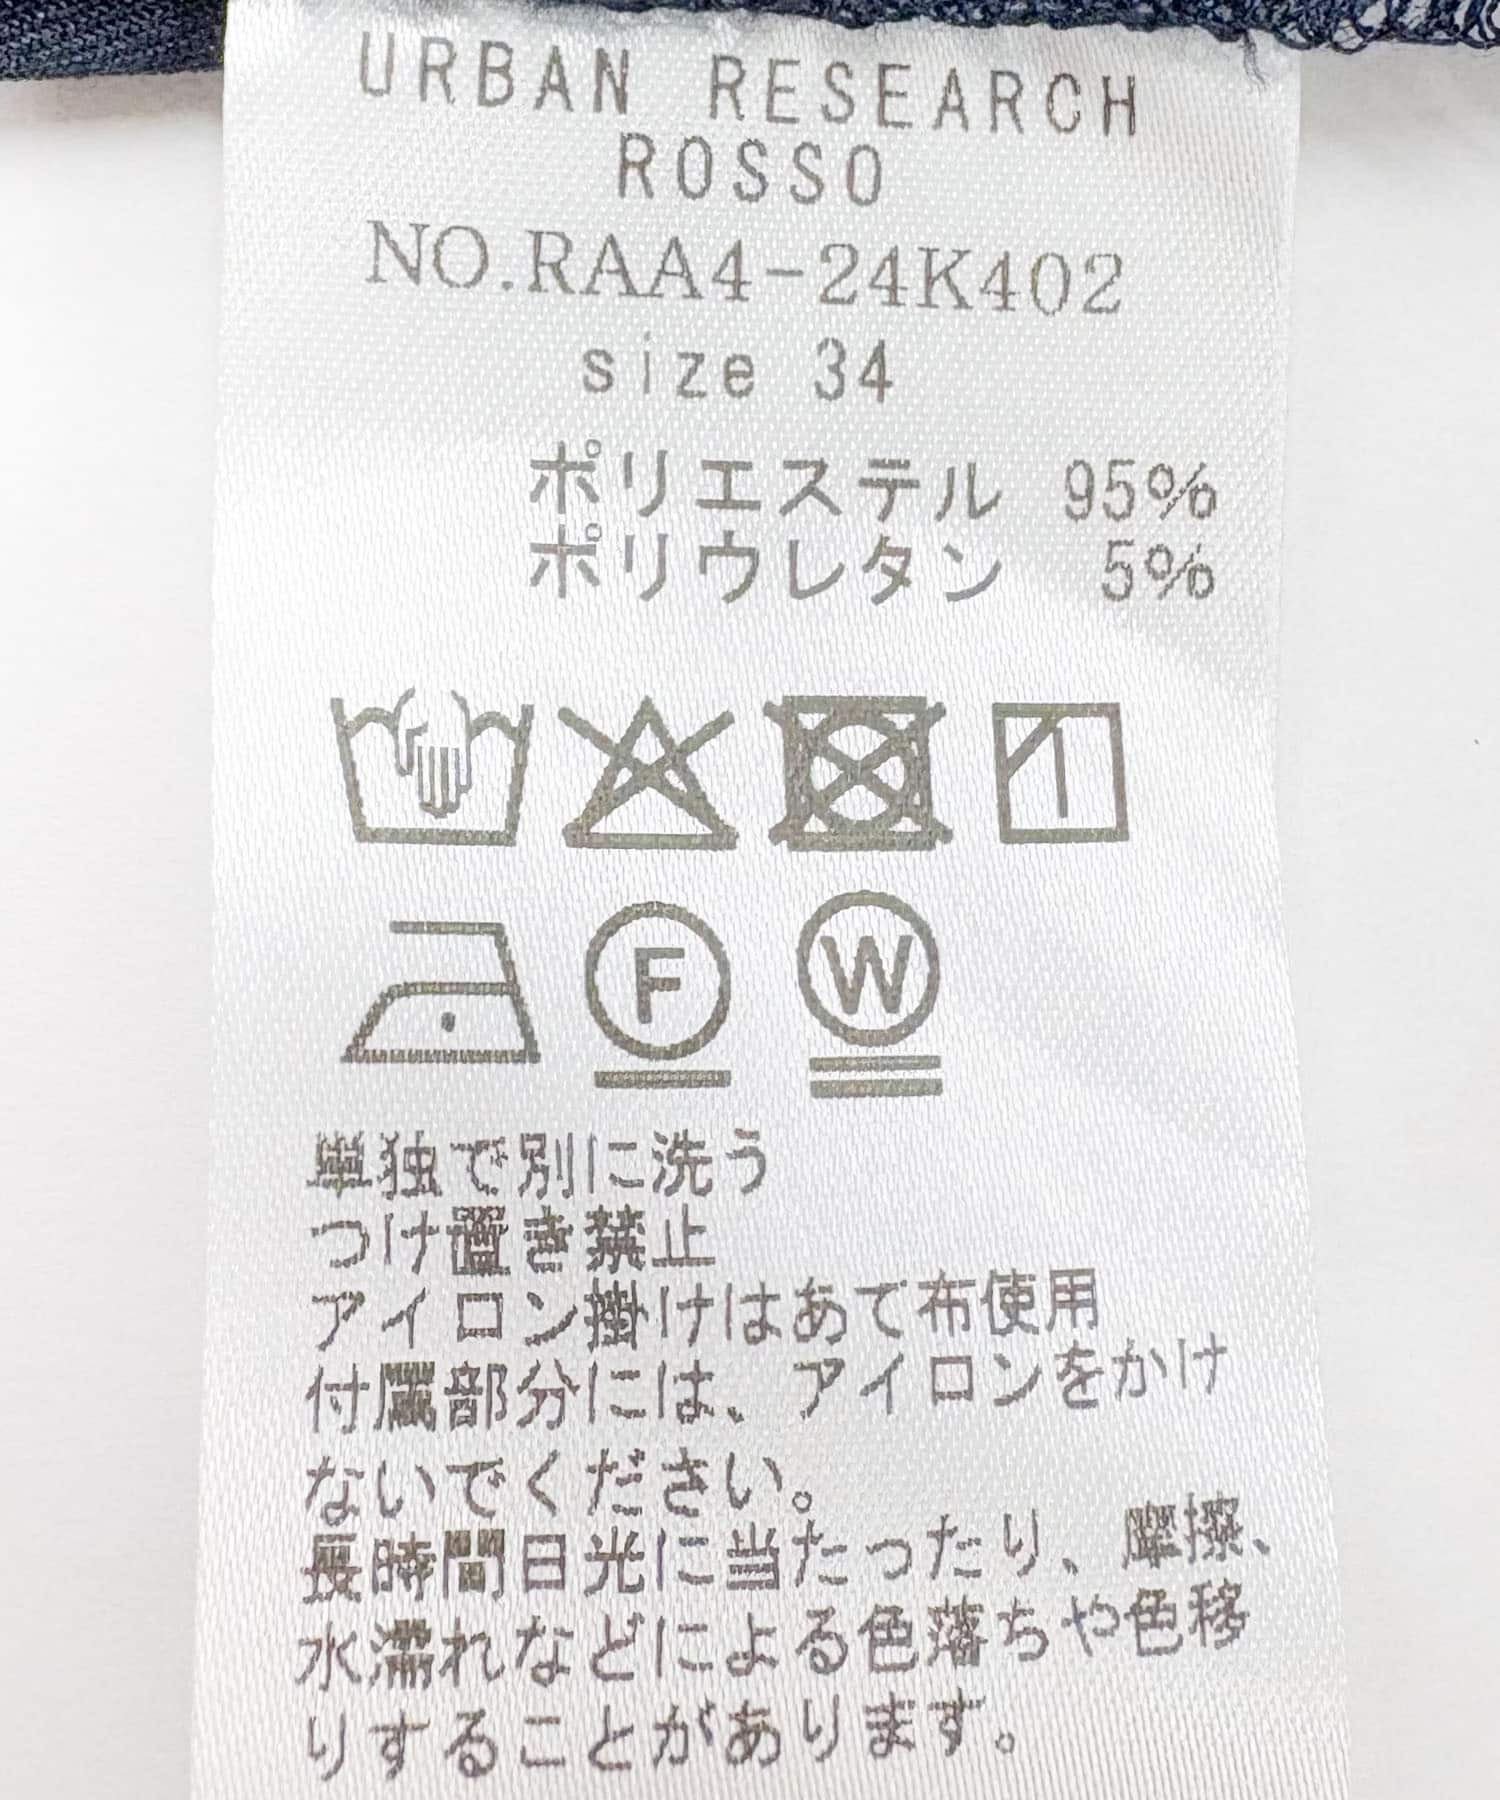 URBAN RESEARCH
ROSSO
NO.RAA4-24K402
size 34
ポリエステル 95%
ポリウレタン 5%
F W
単独で別に洗う
つけ置き禁止
アイロン掛けはあて布使用
付属部分には、アイロンをかけ
ないでください。
長時間日光に当たったり、摩擦、
水濡れなどによる色落ちや色移
りすることがあります。